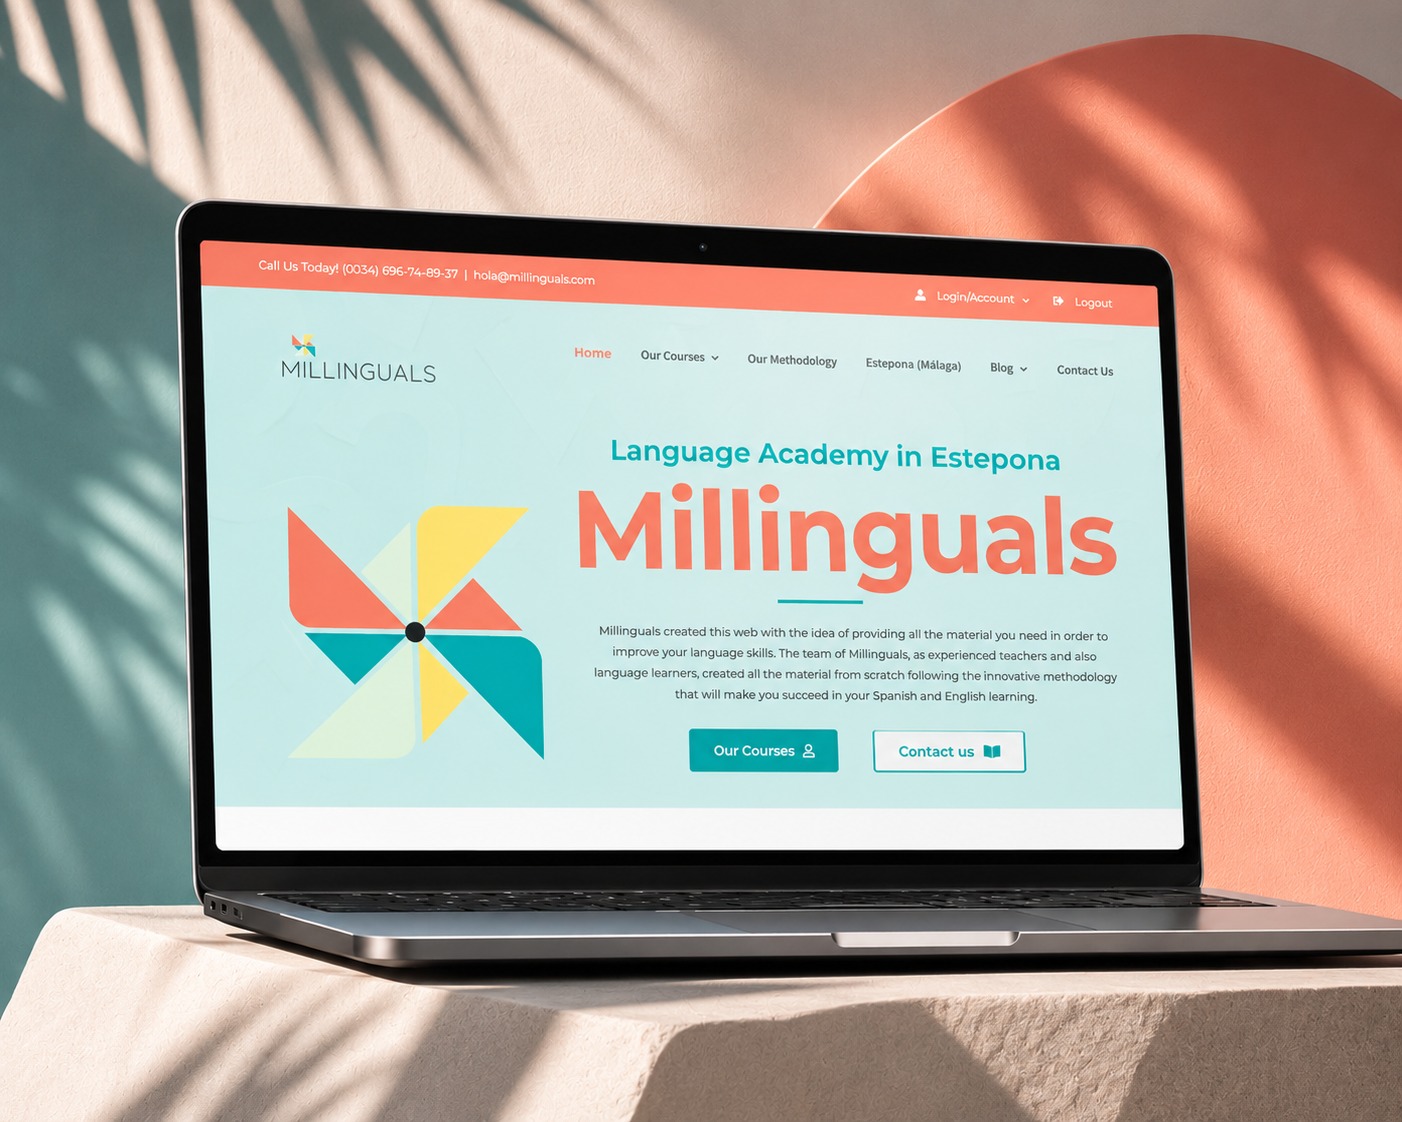 Call Us Today! (0034) 696-74-89-37 | hola@millinguals.com
Login/Account
Logout
MILLINGUALS
Home
Our Courses
Our Methodology
Estepona (Málaga)
Blog
Contact Us
Language Academy in Estepona
Millinguals
Millinguals created this web with the idea of providing all the material you need in order to
improve your language skills. The team of Millinguals, as experienced teachers and also
language learners, created all the material from scratch following the innovative methodology
that will make you succeed in your Spanish and English learning.
Our Courses
Contact us